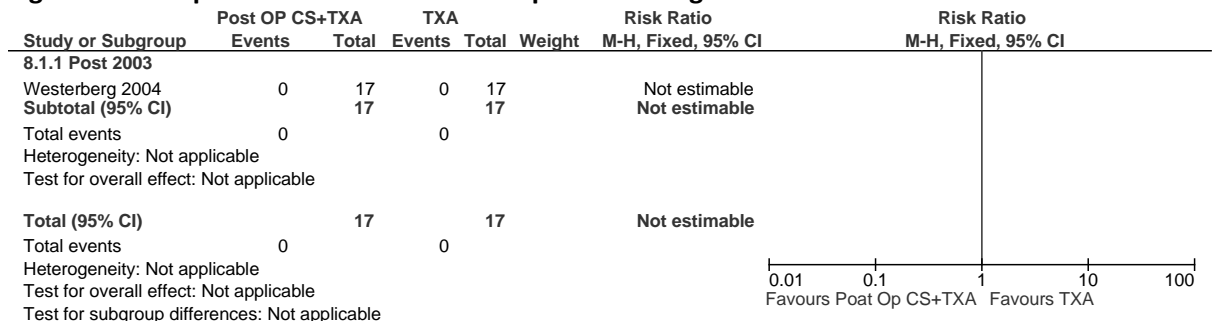 Post OP CS+TXA TXA Risk Ratio Risk Ratio
Study or Subgroup Events Total Events Total Weight M-H, Fixed, 95% CI M-H, Fixed, 95% CI
8.1.1 Post 2003
Westerberg 2004 0 17 0 17 Not estimable
Subtotal (95% CI) 17 17 Not estimable
Total events 0 0
Heterogeneity: Not applicable
Test for overall effect: Not applicable
Total (95% CI) 17 17 Not estimable
Total events 0 0
Heterogeneity: Not applicable
Test for overall effect: Not applicable
Test for subgroup differences: Not applicable
0.01 0.1 1 10 100
Favours Poat Op CS+TXA Favours TXA